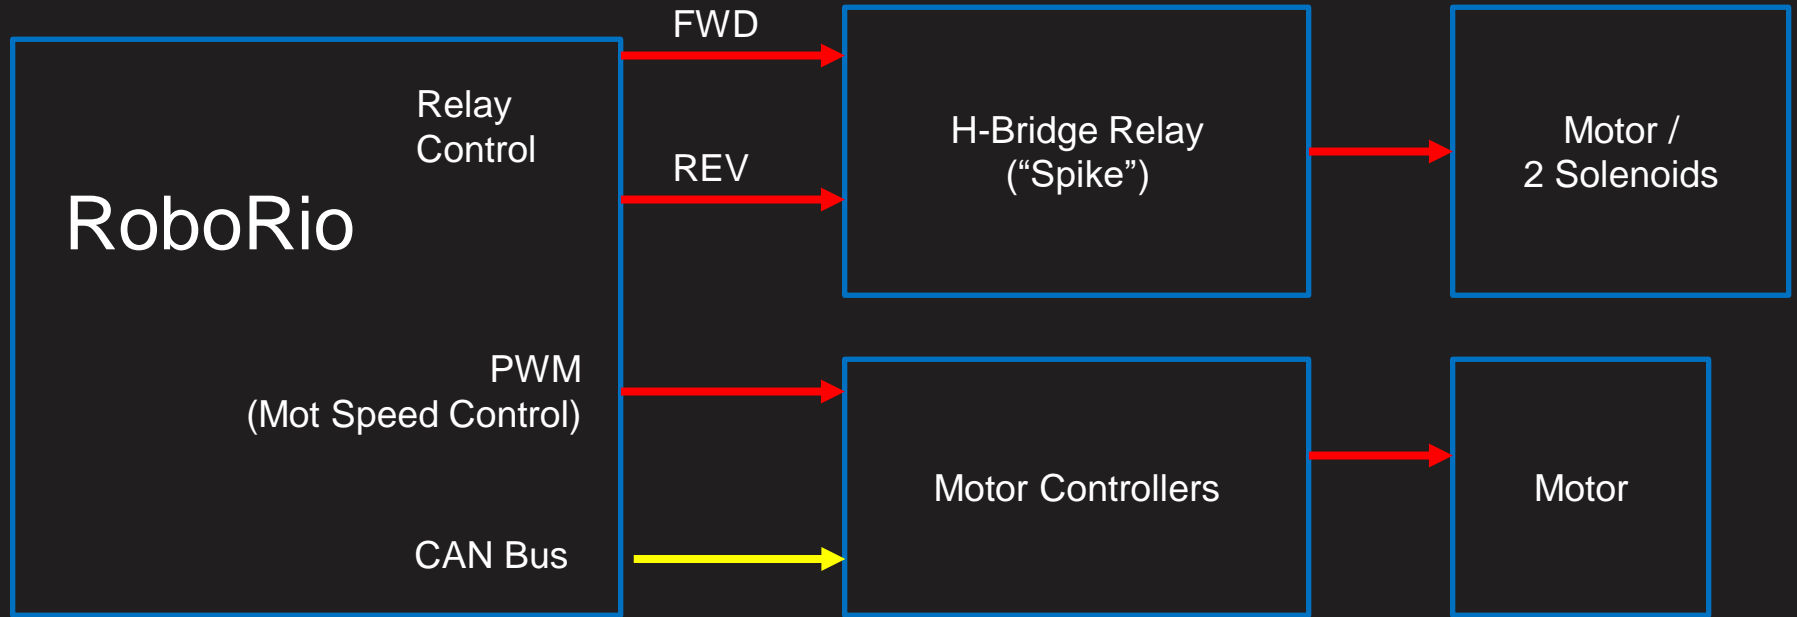 FWD
Relay
Control
REV
RoboRio
PWM
(Mot Speed Control)
CAN Bus
H-Bridge Relay
(“Spike”)
Motor /
2 Solenoids
Motor Controllers
Motor